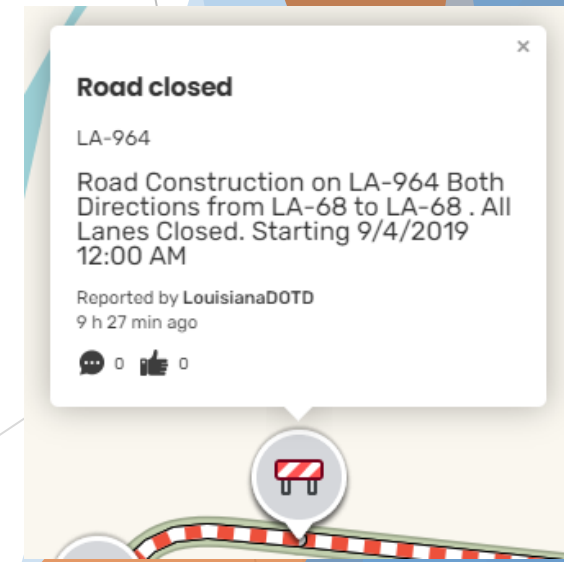 ×
Road closed
LA-964
Road Construction on LA-964 Both
Directions from LA-68 to LA-68 . All
Lanes Closed. Starting 9/4/2019
12:00 AM
Reported by LouisianaDOTD
9 h 27 min ago
0 0